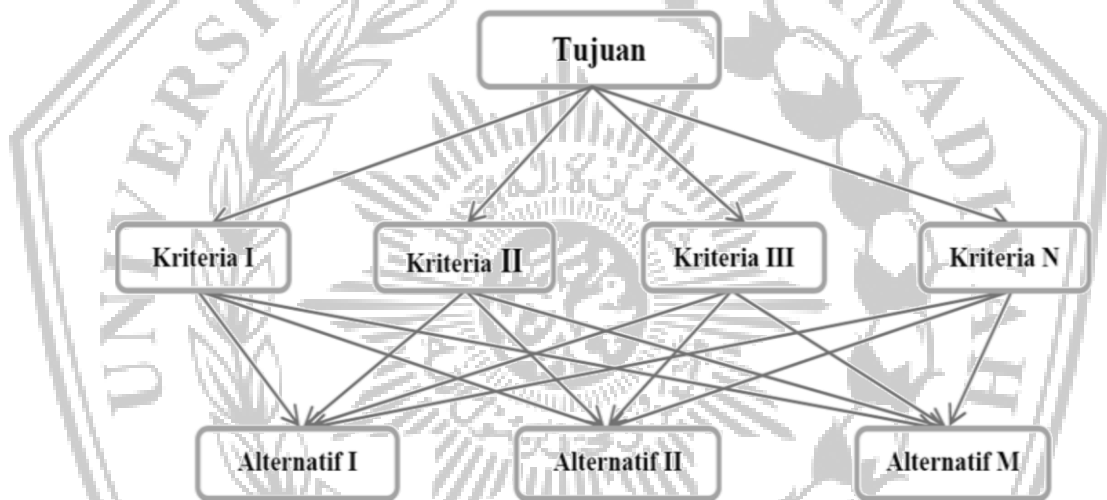 Tujuan
Kriteria I
Kriteria II
Kriteria III
Kriteria N
Alternatif I
Alternatif II
Alternatif M